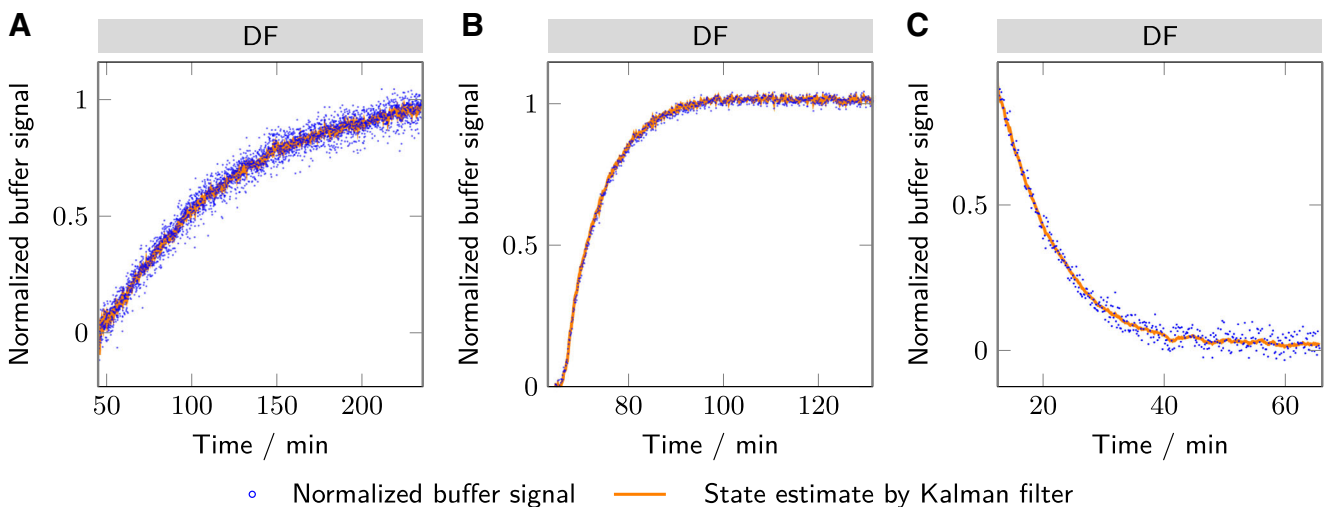 A
DF
Normalized buffer signal
1
0.5
0
50 100 150 200
Time / min
B
DF
Normalized buffer signal
1
0.5
0
80 100 120
Time / min
C
DF
Normalized buffer signal
0.5
0
20 40 60
Time / min
Normalized buffer signal State estimate by Kalman filter